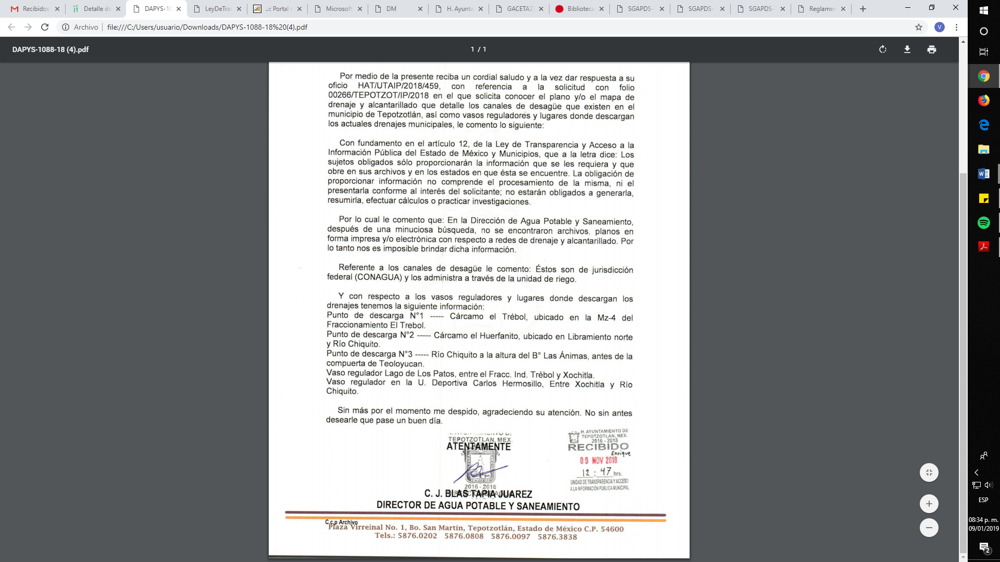 Recibidos
Detalle de
DAPYS-10
LeyDeTran
..:: Portal
Microsoft
DM
H. Ayunta
GACETAZ
Biblioteca
SGAPDS-
SGAPDS-
SGAPDS-
Reglamen
Archivo file:///C:/Users/usuario/Downloads/DAPYS-1088-18%20(4).pdf
V
DAPYS-1088-18 (4).pdf
1 / 1
Por medio de la presente reciba un cordial saludo y a la vez dar respuesta a su
oficio HAT/UTAIP/2018/459, con referencia a la solicitud con folio
00266/TEPOTZOT/IP/2018 en el que solicita conocer el plano y/o el mapa de
drenaje y alcantarillado que detalle los canales de desagüe que existen en el
municipio de Tepotzotlán, así como vasos reguladores y lugares donde descargan
los actuales drenajes municipales, le comento lo siguiente:
Con fundamento en el artículo 12, de la Ley de Transparencia y Acceso a la
Información Pública del Estado de México y Municipios, que a la letra dice: Los
sujetos obligados sólo proporcionarán la información que se les requiera y que
obre en sus archivos y en los estados en que ésta se encuentre. La obligación de
proporcionar información no comprende el procesamiento de la misma, ni el
presentarla conforme al interés del solicitante; no estarán obligados a generarla,
resumirla, efectuar cálculos o practicar investigaciones.
Por lo cual le comento que: En la Dirección de Agua Potable y Saneamiento,
después de una minuciosa búsqueda, no se encontraron archivos, planos en
forma impresa y/o electrónica con respecto a redes de drenaje y alcantarillado. Por
lo tanto nos es imposible brindar dicha información.
Referente a los canales de desagüe le comento: Éstos son de jurisdicción
federal (CONAGUA) y los administra a través de la unidad de riego.
Y con respecto a los vasos reguladores y lugares donde descargan los
drenajes tenemos la siguiente información:
Punto de descarga N°1 ----- Cárcamo el Trébol, ubicado en la Mz-4 del
Fraccionamiento El Trebol.
Punto de descarga N°2 ----- Cárcamo el Huerfanito, ubicado en Libramiento norte
y Río Chiquito.
Punto de descarga N°3 ----- Río Chiquito a la altura del B° Las Ánimas, antes de la
compuerta de Teoloyucan.
Vaso regulador Lago de Los Patos, entre el Fracc. Ind. Trébol y Xochitla.
Vaso regulador en la U. Deportiva Carlos Hermosillo, Entre Xochitla y Río
Chiquito.
Sin más por el momento me despido, agradeciendo su atención. No sin antes
desearle que pase un buen día.
TEPOTZOTLAN, MEX.
ATENTAMENTE
2016 - 2018
H. AYUNTAMIENTO DE
TEPOTZOTLAN, MEX.
2016 - 2018
RECIBIDO
Enrique
09 NOV 2018
12 : 47 hrs.
UNIDAD DE TRANSPARENCIA Y ACCESO
A LA INFORMACIÓN PÚBLICA MUNICIPAL
C. J. BLAS TAPIA JUAREZ
DIRECTOR DE AGUA POTABLE Y SANEAMIENTO
C.c.p Archivo
Plaza Virreinal No. 1, Bo. San Martín, Tepotzotlán, Estado de México C.P. 54600
Tels.: 5876.0202 5876.0808 5876.0097 5876.3838
ESP
08:34 p. m.
09/01/2019
2